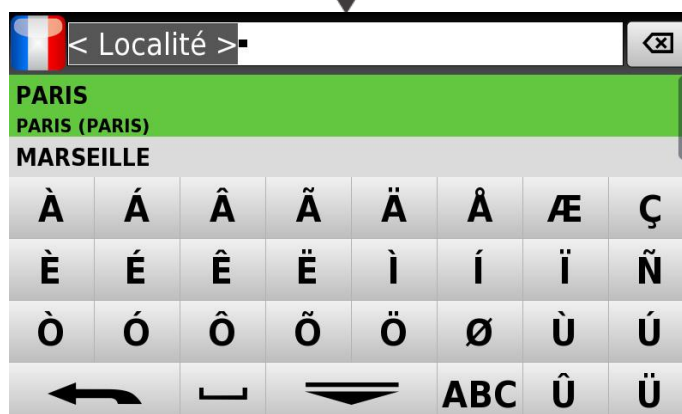 < Localité >
PARIS
PARIS (PARIS)
MARSEILLE
À Á Â Ã Ä Å Æ Ç
È É Ê Ë Ì Í Ï Ñ
Ò Ó Ô Õ Ö Ø Ù Ú
ABC Û Ü